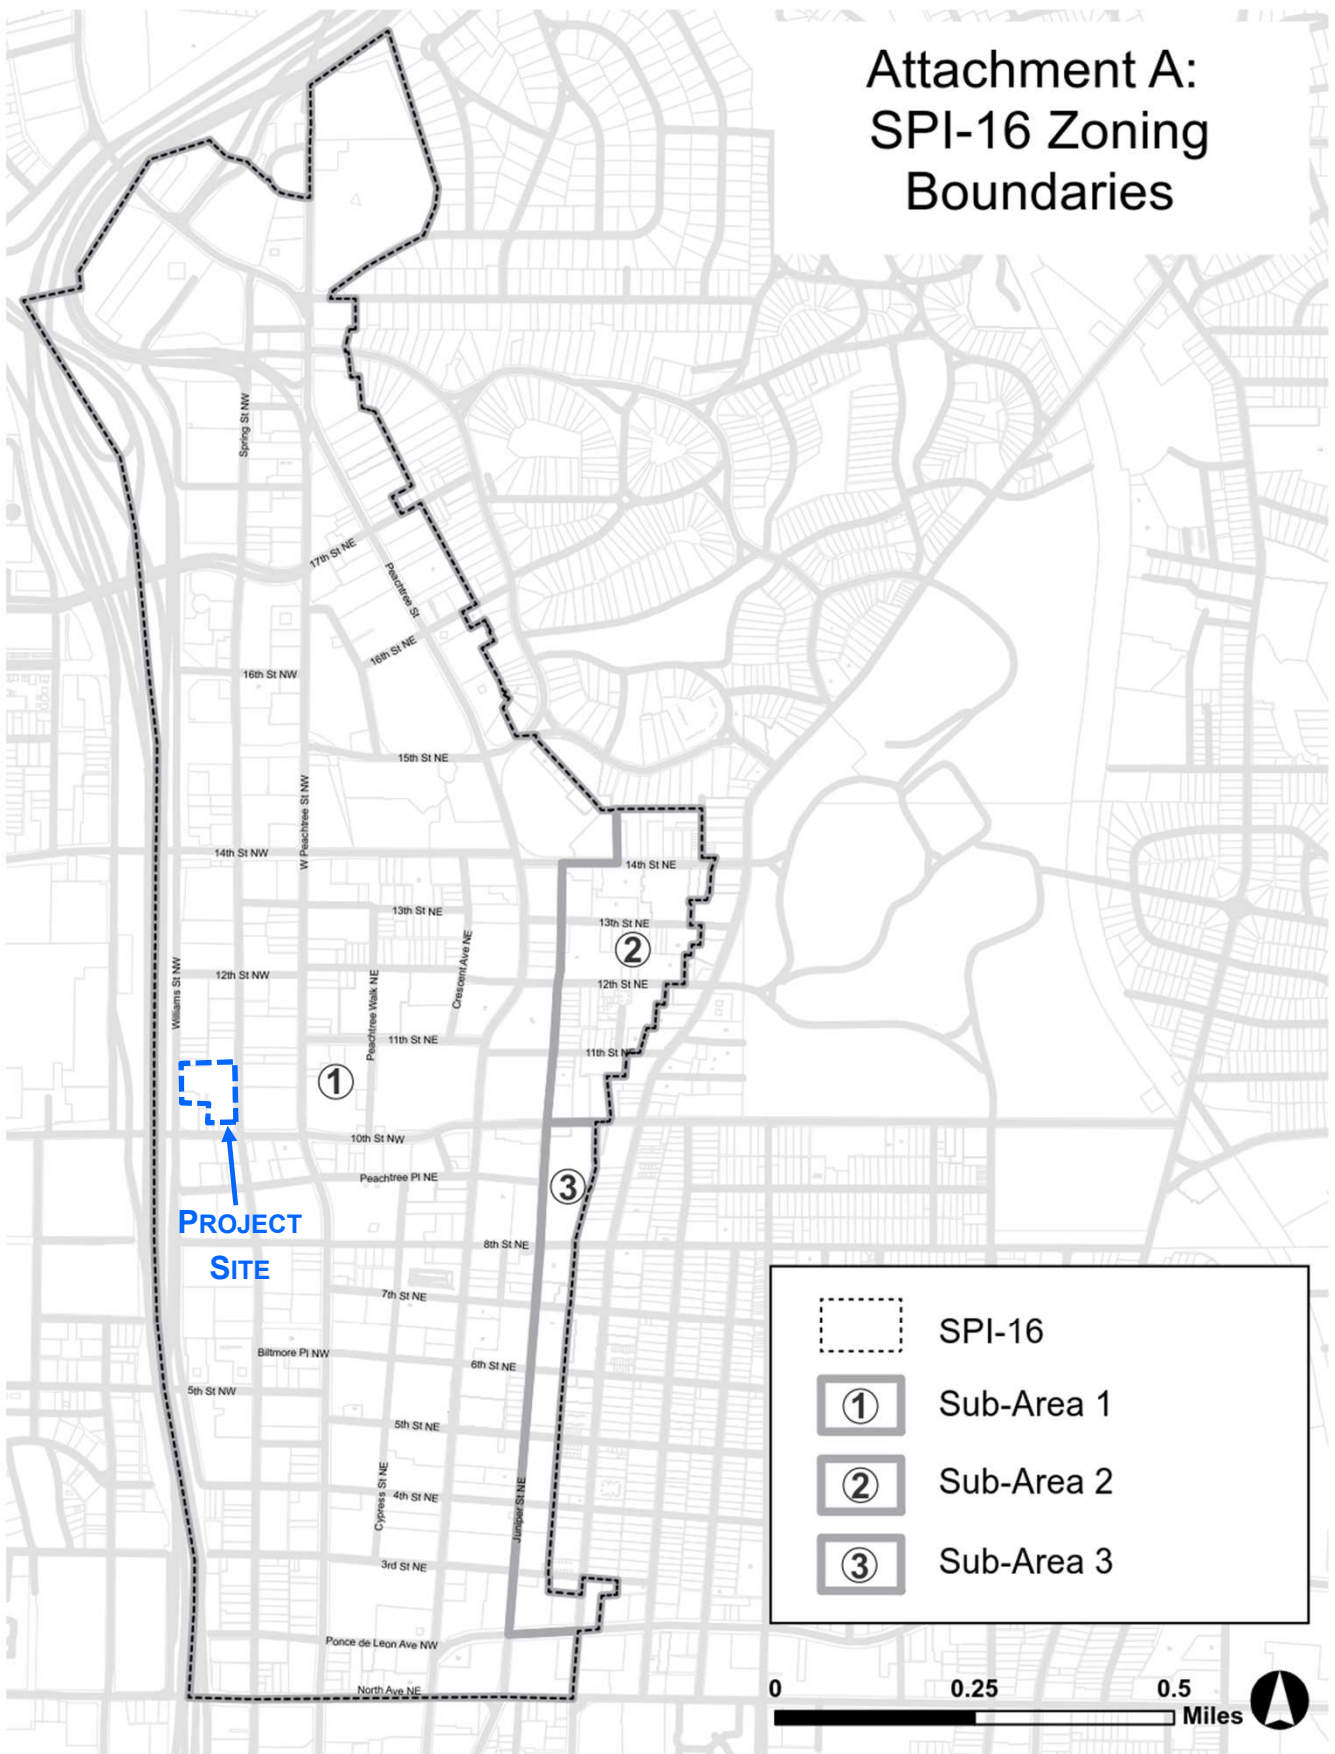 Attachment A:
SPI-16 Zoning
Boundaries
Spring St NW
17th St NE
Peachtree St
16th St NE
16th St NW
15th St NE
W Peachtree St NW
14th St NW
14th St NE
13th St NE
13th St NE
2
Crescent Ave NE
12th St NW
12th St NE
Williams St NW
Peachtree Walk NE
11th St NE
11th St NE
1
10th St NW
Peachtree Pl NE
3
PROJECT
SITE
8th St NE
7th St NE
Biltmore Pl NW
6th St NE
5th St NW
5th St NE
Cypress St NE
4th St NE
Juniper St NE
3rd St NE
Ponce de Leon Ave NW
North Ave NE
SPI-16
1 Sub-Area 1
2 Sub-Area 2
3 Sub-Area 3
0 0.25 0.5
Miles